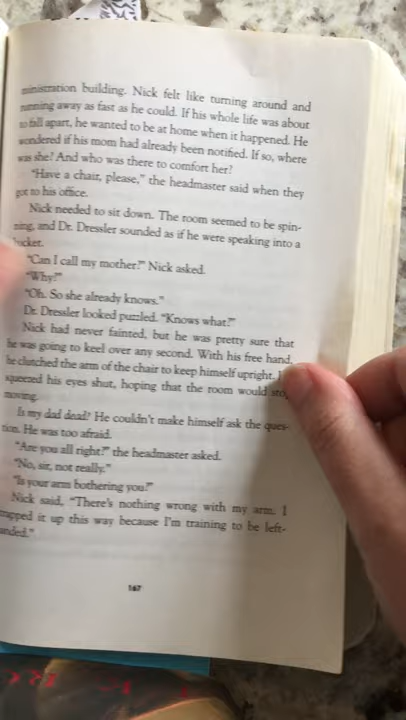 ministration building. Nick felt like turning around and
running away as fast as he could. If his whole life was about
to fall apart, he wanted to be at home when it happened. He
wondered if his mom had already been notified. If so, where
was she? And who was there to comfort her?
"Have a chair, please," the headmaster said when they
got to his office.
Nick needed to sit down. The room seemed to be spin-
ning, and Dr. Dressler sounded as if he were speaking into a
bucket.
"Can I call my mother?" Nick asked.
"Why?"
"Oh. So she already knows."
Dr. Dressler looked puzzled. "Knows what?"
Nick had never fainted, but he was pretty sure that
he was going to keel over any second. With his free hand,
he clutched the arm of the chair to keep himself upright.
squeezed his eyes shut, hoping that the room would stop
moving.
Is my dad dead? He couldn't make himself ask the ques-
tion. He was too afraid.
"Are you all right?" the headmaster asked.
"No, sir, not really."
"Is your arm bothering you?"
Nick said, "There's nothing wrong with my arm. I
wrapped it up this way because I'm training to be left-
handed."
167